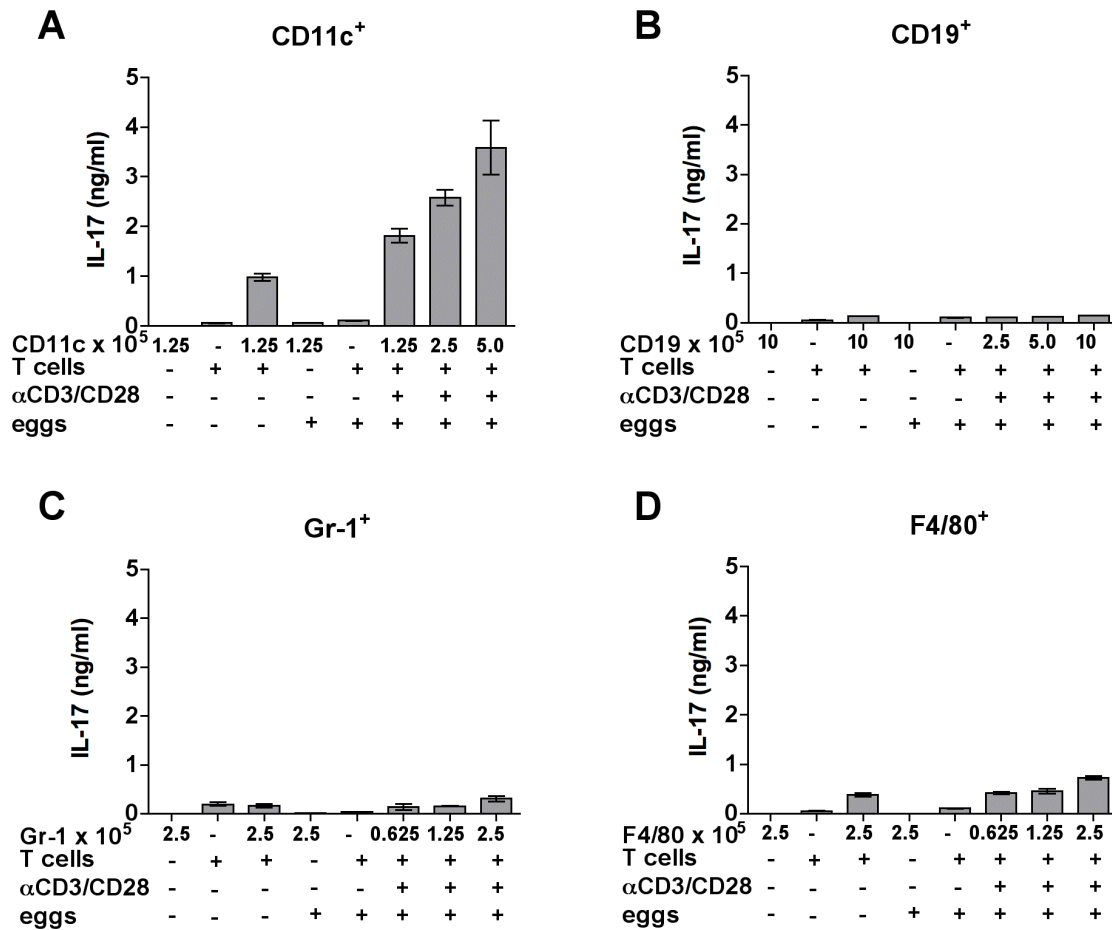 A
CD11c+
5
4
3
2
1
0
IL-17 (ng/ml)
CD11c x 10^5 1.25 - 1.25 1.25 - 1.25 2.5 5.0
T cells - + + - + + + +
αCD3/CD28 - - - - - + + +
eggs - - - + + + + +
B
CD19+
5
4
3
2
1
0
IL-17 (ng/ml)
CD19 x 10^5 10 - 10 10 - 2.5 5.0 10
T cells - + + - + + + +
αCD3/CD28 - - - - - + + +
eggs - - - + + + + +
C
Gr-1+
5
4
3
2
1
0
IL-17 (ng/ml)
Gr-1 x 10^5 2.5 - 2.5 2.5 - 0.625 1.25 2.5
T cells - + + - + + + +
αCD3/CD28 - - - - - + + +
eggs - - - + + + + +
D
F4/80+
5
4
3
2
1
0
IL-17 (ng/ml)
F4/80 x 10^5 2.5 - 2.5 2.5 - 0.625 1.25 2.5
T cells - + + - + + + +
αCD3/CD28 - - - - - + + +
eggs - - - + + + + +